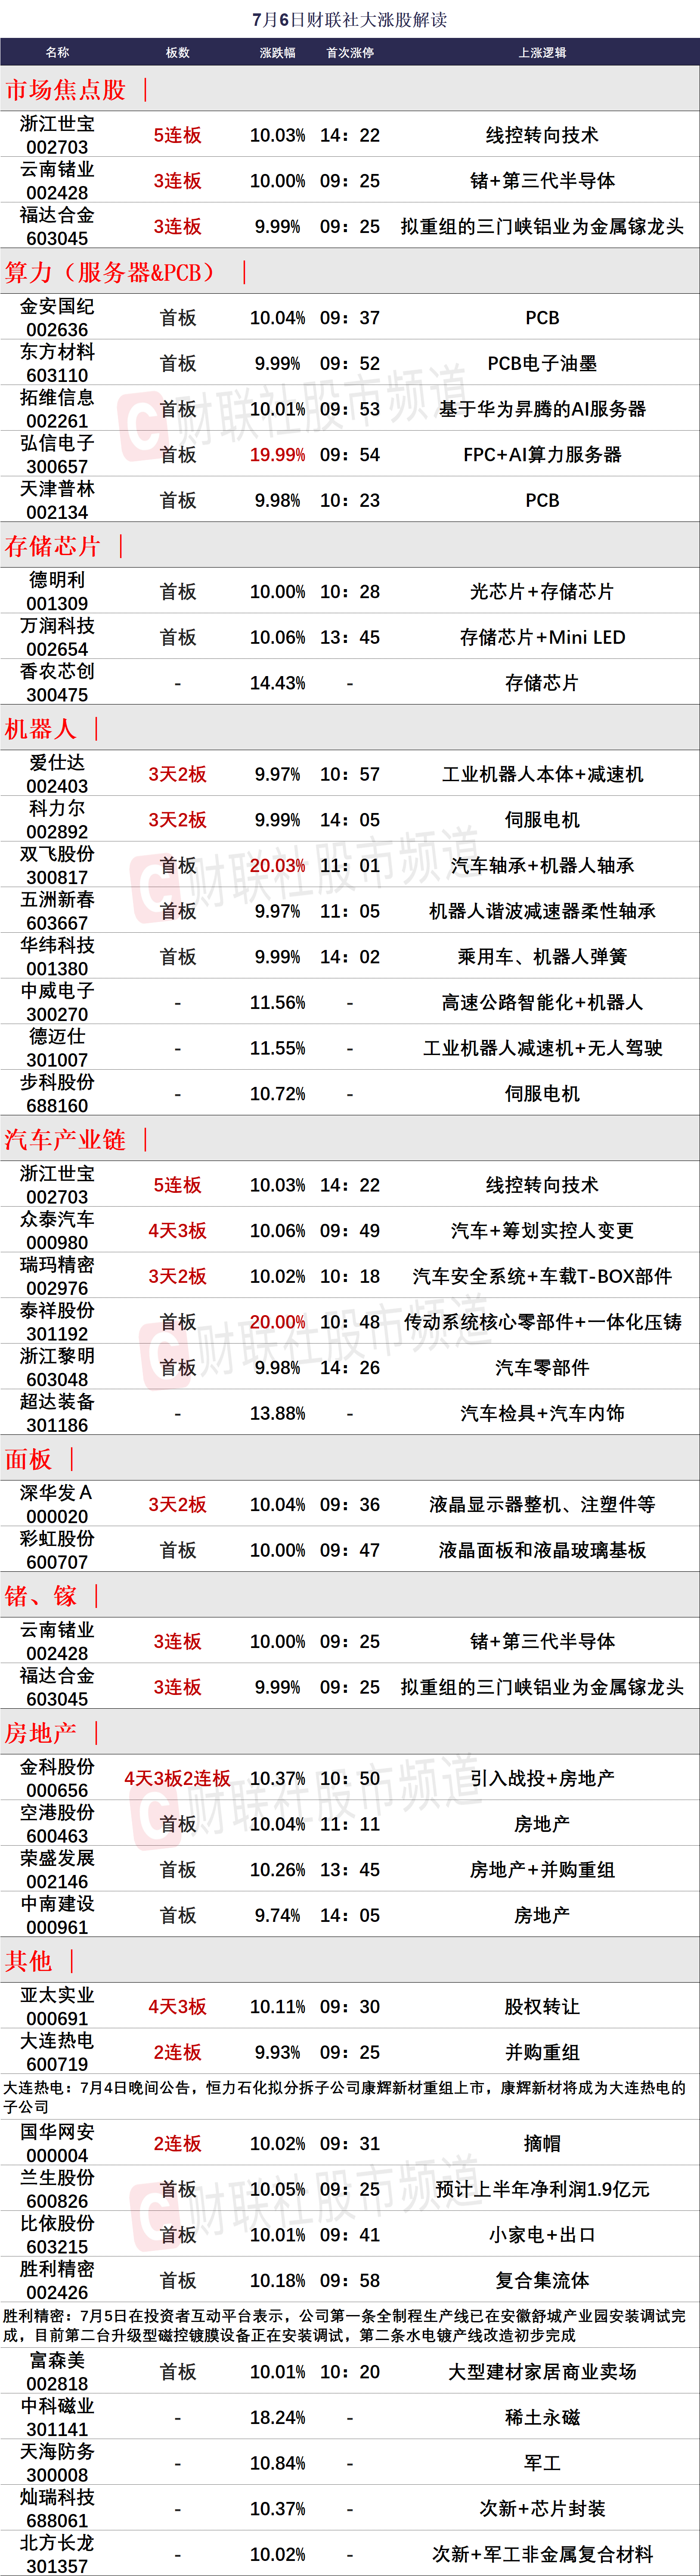 7月6日财联社大涨股解读
名称 板数 涨跌幅 首次涨停 上涨逻辑
市场焦点股
浙江世宝 002703 5连板 10.03% 14：22 线控转向技术
云南锗业 002428 3连板 10.00% 09：25 锗+第三代半导体
福达合金 603045 3连板 9.99% 09：25 拟重组的三门峡铝业为金属镓龙头
算力（服务器&PCB）
金安国纪 002636 首板 10.04% 09：37 PCB
东方材料 603110 首板 9.99% 09：52 PCB电子油墨
拓维信息 002261 首板 10.01% 09：53 基于华为昇腾的AI服务器
弘信电子 300657 首板 19.99% 09：54 FPC+AI算力服务器
天津普林 002134 首板 9.98% 10：23 PCB
存储芯片
德明利 001309 首板 10.00% 10：28 光芯片+存储芯片
万润科技 002654 首板 10.06% 13：45 存储芯片+Mini LED
香农芯创 300475 - 14.43% - 存储芯片
机器人
爱仕达 002403 3天2板 9.97% 10：57 工业机器人本体+减速机
科力尔 002892 3天2板 9.99% 14：05 伺服电机
双飞股份 300817 首板 20.03% 11：01 汽车轴承+机器人轴承
五洲新春 603667 首板 9.97% 11：05 机器人谐波减速器柔性轴承
华纬科技 001380 首板 9.99% 14：02 乘用车、机器人弹簧
中威电子 300270 - 11.56% - 高速公路智能化+机器人
德迈仕 301007 - 11.55% - 工业机器人减速机+无人驾驶
步科股份 688160 - 10.72% - 伺服电机
汽车产业链
浙江世宝 002703 5连板 10.03% 14：22 线控转向技术
众泰汽车 000980 4天3板 10.06% 09：49 汽车+筹划实控人变更
瑞玛精密 002976 3天2板 10.02% 10：18 汽车安全系统+车载T-BOX部件
泰祥股份 301192 首板 20.00% 10：48 传动系统核心零部件+一体化压铸
浙江黎明 603048 首板 9.98% 14：26 汽车零部件
超达装备 301186 - 13.88% - 汽车检具+汽车内饰
面板
深华发A 000020 3天2板 10.04% 09：36 液晶显示器整机、注塑件等
彩虹股份 600707 首板 10.00% 09：47 液晶面板和液晶玻璃基板
锗、镓
云南锗业 002428 3连板 10.00% 09：25 锗+第三代半导体
福达合金 603045 3连板 9.99% 09：25 拟重组的三门峡铝业为金属镓龙头
房地产
金科股份 000656 4天3板2连板 10.37% 10：50 引入战投+房地产
空港股份 600463 首板 10.04% 11：11 房地产
荣盛发展 002146 首板 10.26% 13：45 房地产+并购重组
中南建设 000961 首板 9.74% 14：05 房地产
其他
亚太实业 000691 4天3板 10.11% 09：30 股权转让
大连热电 600719 2连板 9.93% 09：25 并购重组
大连热电：7月4日晚间公告，恒力石化拟分拆子公司康辉新材重组上市，康辉新材将成为大连热电的
子公司
国华网安 000004 2连板 10.02% 09：31 摘帽
兰生股份 600826 首板 10.05% 09：25 预计上半年净利润1.9亿元
比依股份 603215 首板 10.01% 09：41 小家电+出口
胜利精密 002426 首板 10.18% 09：58 复合集流体
胜利精密：7月5日在投资者互动平台表示，公司第一条全制程生产线已在安徽舒城产业园安装调试完
成，目前第二台升级型磁控镀膜设备正在安装调试，第二条水电镀产线改造初步完成
富森美 002818 首板 10.01% 10：20 大型建材家居商业卖场
中科磁业 301141 - 18.24% - 稀土永磁
天海防务 300008 - 10.84% - 军工
灿瑞科技 688061 - 10.37% - 次新+芯片封装
北方长龙 301357 - 10.02% - 次新+军工非金属复合材料
财联社股市频道
财联社股市频道
财联社股市频道
财联社股市频道
财联社股市频道